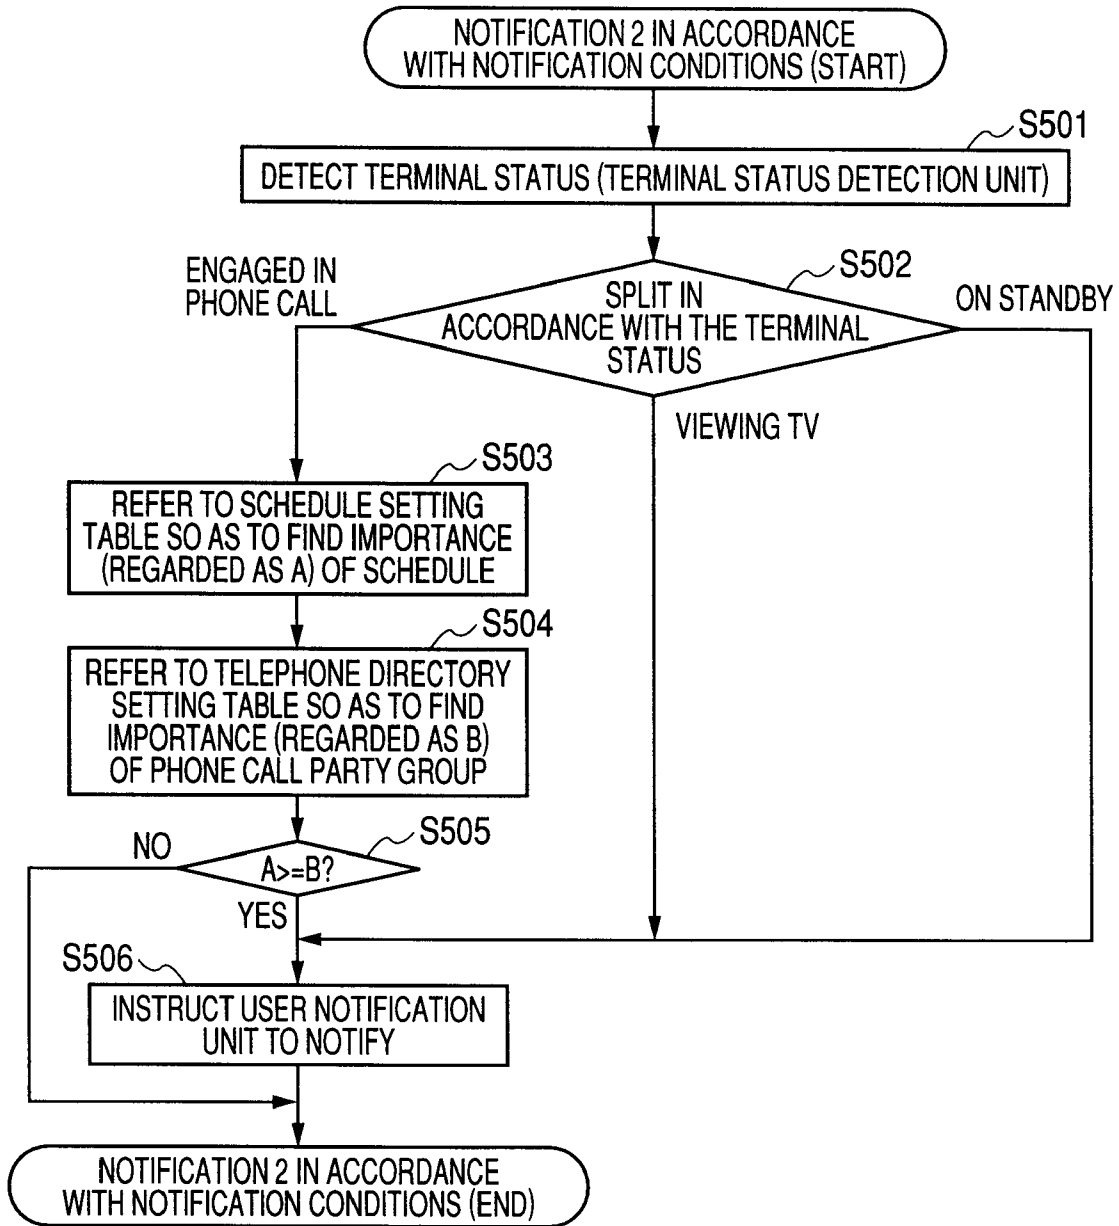 NOTIFICATION 2 IN ACCORDANCE
WITH NOTIFICATION CONDITIONS (START)
S501
DETECT TERMINAL STATUS (TERMINAL STATUS DETECTION UNIT)
S502
ENGAGED IN
PHONE CALL
SPLIT IN
ACCORDANCE WITH THE TERMINAL
STATUS
ON STANDBY
VIEWING TV
S503
REFER TO SCHEDULE SETTING
TABLE SO AS TO FIND IMPORTANCE
(REGARDED AS A) OF SCHEDULE
S504
REFER TO TELEPHONE DIRECTORY
SETTING TABLE SO AS TO FIND
IMPORTANCE (REGARDED AS B)
OF PHONE CALL PARTY GROUP
S505
NO
A>=B?
YES
S506
INSTRUCT USER NOTIFICATION
UNIT TO NOTIFY
NOTIFICATION 2 IN ACCORDANCE
WITH NOTIFICATION CONDITIONS (END)